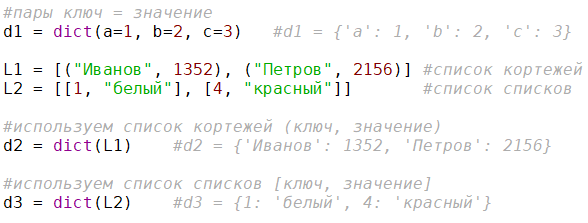 #пары ключ = значение
d1 = dict(a=1, b=2, c=3)   #d1 = {'a': 1, 'b': 2, 'c': 3}
L1 = [("Иванов", 1352), ("Петров", 2156)] #список кортежей
L2 = [[1, "белый"], [4, "красный"]]       #список списков
#используем список кортежей (ключ, значение)
d2 = dict(L1)    #d2 = {'Иванов': 1352, 'Петров': 2156}
#используем список списков [ключ, значение]
d3 = dict(L2)    #d3 = {1: 'белый', 4: 'красный'}